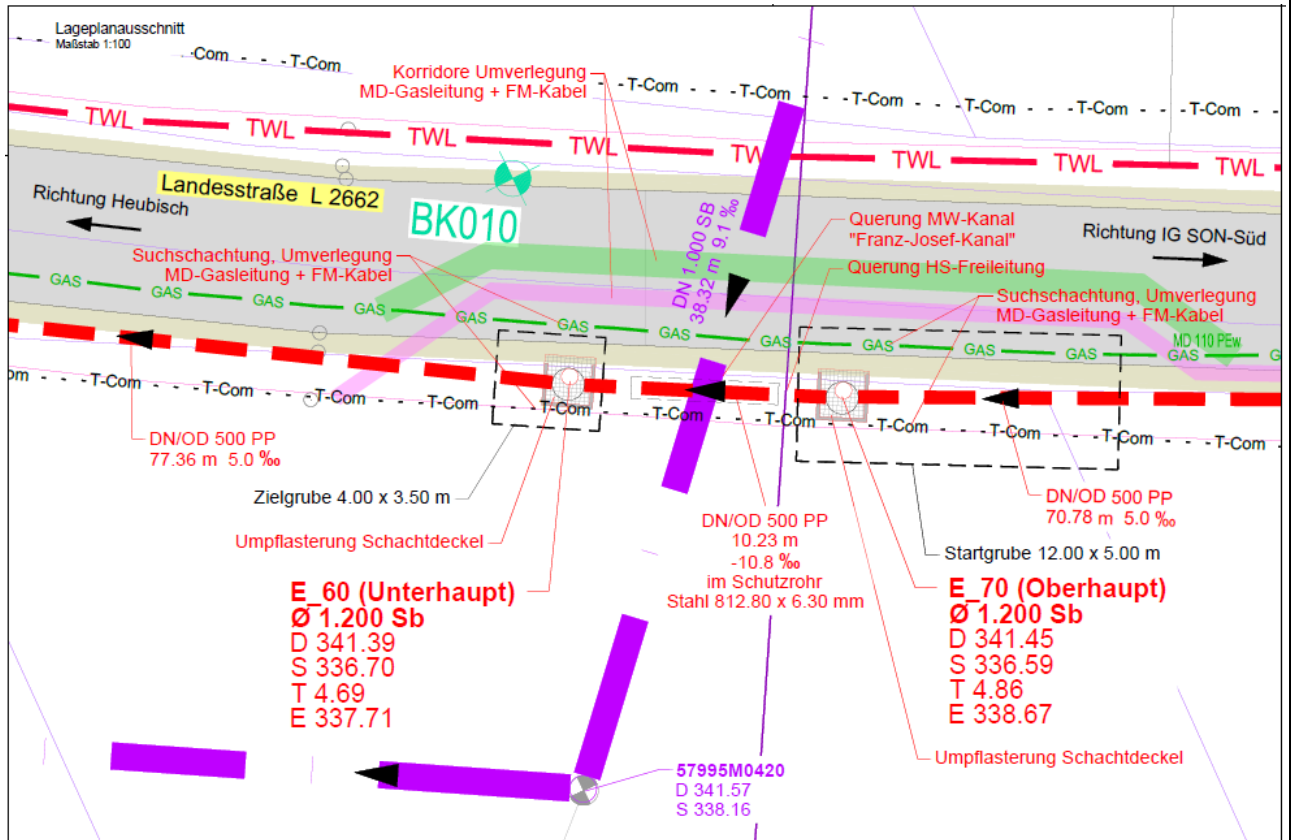 Lageplanausschnitt
Maßstab 1:100
Com T-Com T-Com T-Com T-Com T-Com T-Com T-Com
Korridore Umverlegung
MD-Gasleitung + FM-Kabel
TWL TWL TWL TWL TW TWL TWL TWL
Landesstraße L 2662
Richtung Heubisch
BK010
DN 1.000 SB
38.32 m 9.1 ‰
Querung MW-Kanal
"Franz-Josef-Kanal"
Querung HS-Freileitung
Richtung IG SON-Süd
Suchschachtung, Umverlegung
MD-Gasleitung + FM-Kabel
Suchschachtung, Umverlegung
MD-Gasleitung + FM-Kabel
GAS GAS GAS GAS GAS GAS GAS GAS GAS GAS GAS GAS G
MD 110 PEw
om T-Com T-Com T-Com T-Com T-Com T-Com T-Com T-Com T-Com T-Com T-Com
DN/OD 500 PP
77.36 m 5.0 ‰
Zielgrube 4.00 x 3.50 m
Umpflasterung Schachtdeckel
DN/OD 500 PP
10.23 m
-10.8 ‰
im Schutzrohr
Stahl 812.80 x 6.30 mm
DN/OD 500 PP
70.78 m 5.0 ‰
Startgrube 12.00 x 5.00 m
E_60 (Unterhaupt)
Ø 1.200 Sb
D 341.39
S 336.70
T 4.69
E 337.71
E_70 (Oberhaupt)
Ø 1.200 Sb
D 341.45
S 336.59
T 4.86
E 338.67
Umpflasterung Schachtdeckel
57995M0420
D 341.57
S 338.16